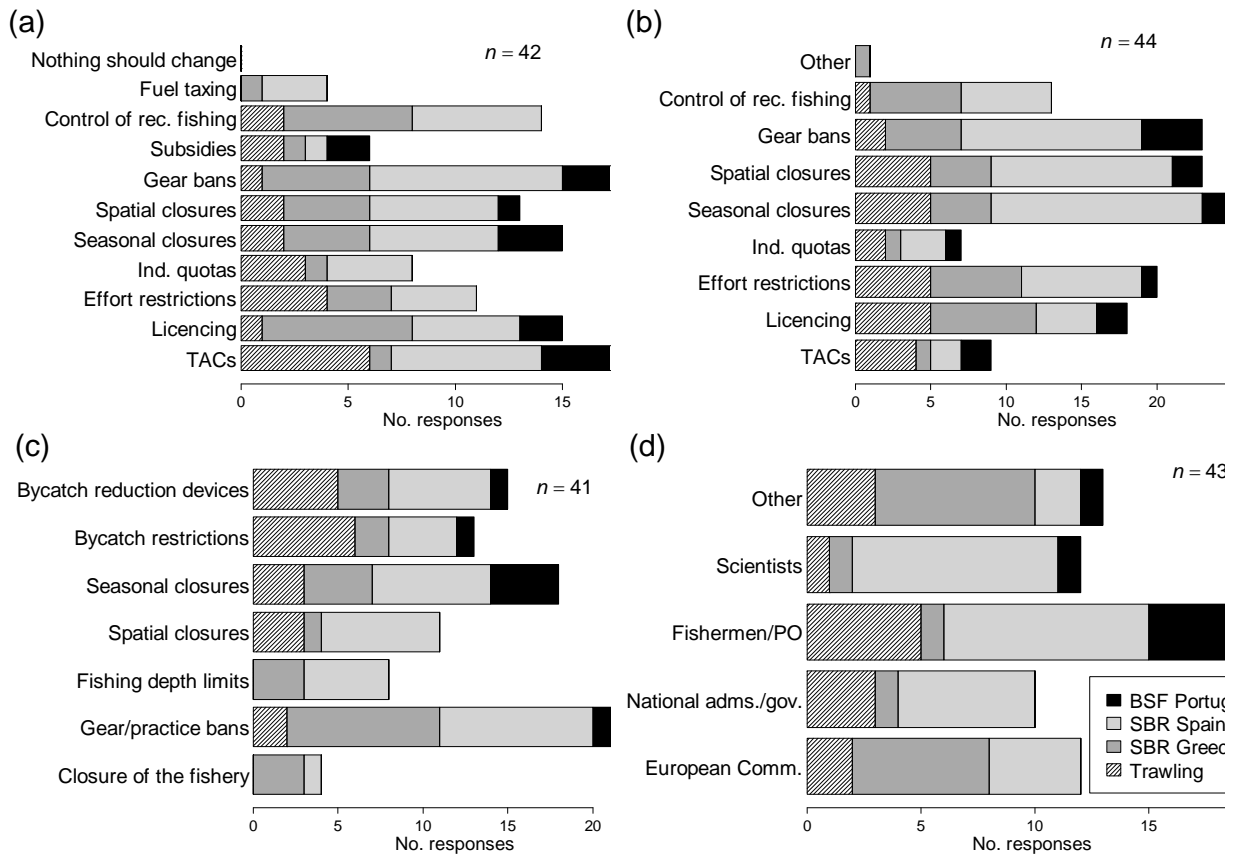 (a)
n = 42
Nothing should change
Fuel taxing
Control of rec. fishing
Subsidies
Gear bans
Spatial closures
Seasonal closures
Ind. quotas
Effort restrictions
Licencing
TACs
0 5 10 15
No. responses
(b)
n = 44
Other
Control of rec. fishing
Gear bans
Spatial closures
Seasonal closures
Ind. quotas
Effort restrictions
Licencing
TACs
0 5 10 15 20
No. responses
(c)
n = 41
Bycatch reduction devices
Bycatch restrictions
Seasonal closures
Spatial closures
Fishing depth limits
Gear/practice bans
Closure of the fishery
0 5 10 15 20
No. responses
(d)
n = 43
Other
Scientists
Fishermen/PO
National adms./gov.
European Comm.
BSF Portug
SBR Spain
SBR Greec
Trawling
0 5 10 15
No. responses